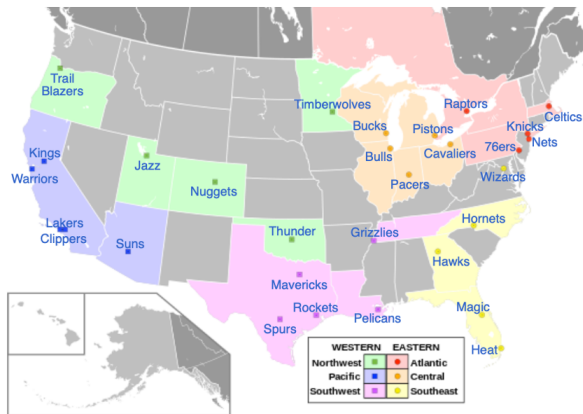 Trail
Blazers
Timberwolves
Raptors
Celtics
Bucks
Pistons
Knicks
Nets
Kings
Warriors
Jazz
Bulls
Cavaliers
76ers
Nuggets
Pacers
Wizards
Lakers
Clippers
Suns
Thunder
Grizzlies
Hornets
Hawks
Mavericks
Rockets
Spurs
Pelicans
Magic
Heat
WESTERN EASTERN
Northwest Atlantic
Pacific Central
Southwest Southeast